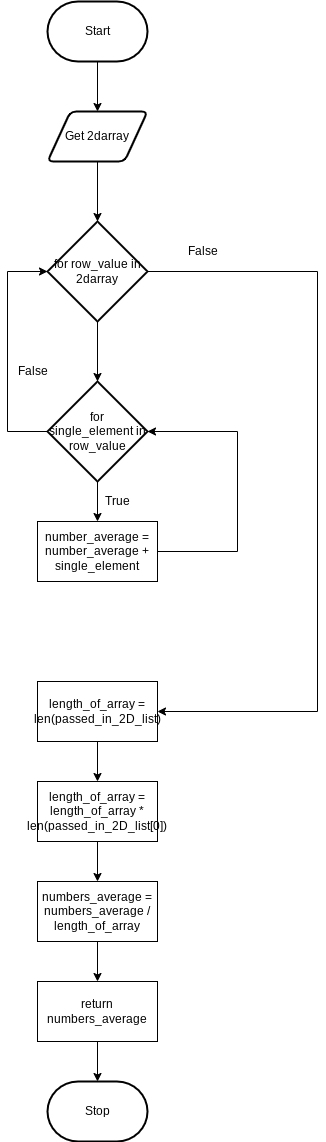 Start
Get 2darray
for row_value in
2darray
False
False
for
single_element in
row_value
True
number_average =
number_average +
single_element
length_of_array =
len(passed_in_2D_list)
length_of_array =
length_of_array *
len(passed_in_2D_list[0])
numbers_average =
numbers_average /
length_of_array
return
numbers_average
Stop